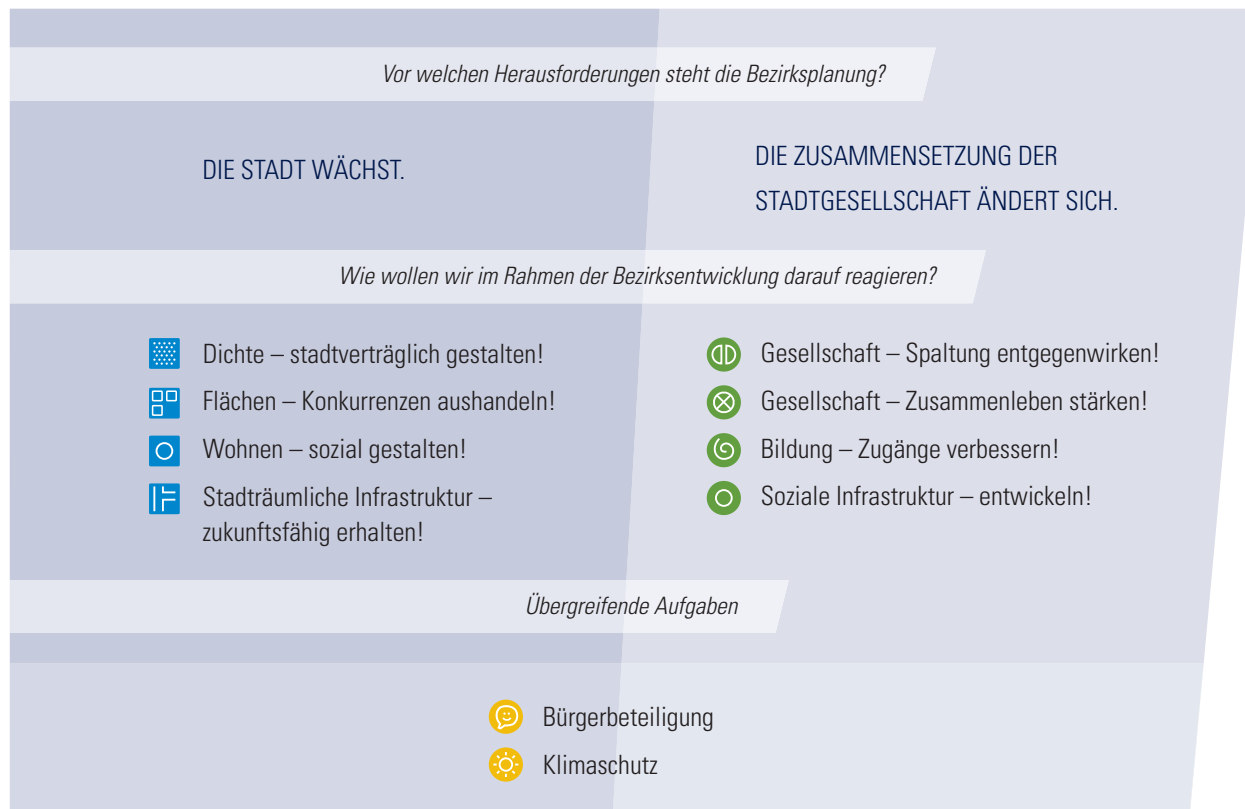 Vor welchen Herausforderungen steht die Bezirksplanung?
DIE STADT WÄCHST.
DIE ZUSAMMENSETZUNG DER
STADTGESELLSCHAFT ÄNDERT SICH.
Wie wollen wir im Rahmen der Bezirksentwicklung darauf reagieren?
Dichte – stadtverträglich gestalten!
Flächen – Konkurrenzen aushandeln!
Wohnen – sozial gestalten!
Stadträumliche Infrastruktur –
zukunftsfähig erhalten!
Gesellschaft – Spaltung entgegenwirken!
Gesellschaft – Zusammenleben stärken!
Bildung – Zugänge verbessern!
Soziale Infrastruktur – entwickeln!
Übergreifende Aufgaben
Bürgerbeteiligung
Klimaschutz